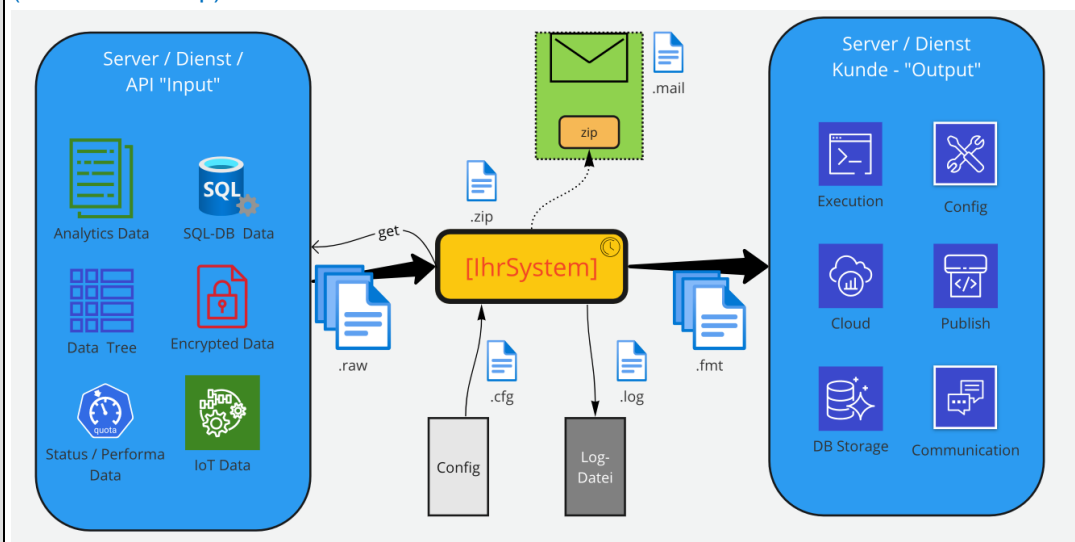 Server / Dienst /
API "Input"
Analytics Data
SQL
SQL-DB Data
Data Tree
Encrypted Data
quota
Status / Performa
Data
IoT Data
get
.raw
.zip
[IhrSystem]
zip
.mail
.cfg
Config
.log
Log-
Datei
.fmt
Server / Dienst
Kunde - "Output"
Execution
Config
Cloud
Publish
DB Storage
Communication